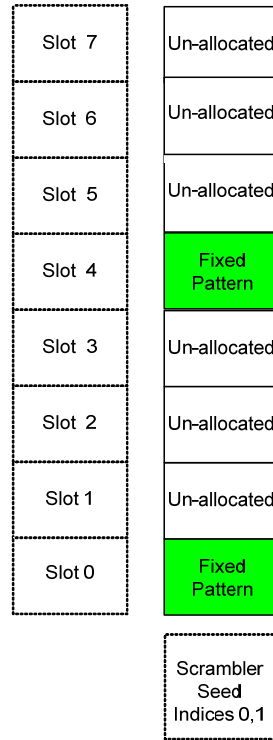 Slot 7
Un-allocated
Slot 6
Un-allocated
Slot 5
Un-allocated
Slot 4
Fixed
Pattern
Slot 3
Un-allocated
Slot 2
Un-allocated
Slot 1
Un-allocated
Slot 0
Fixed
Pattern
Scrambler
Seed
Indices 0,1